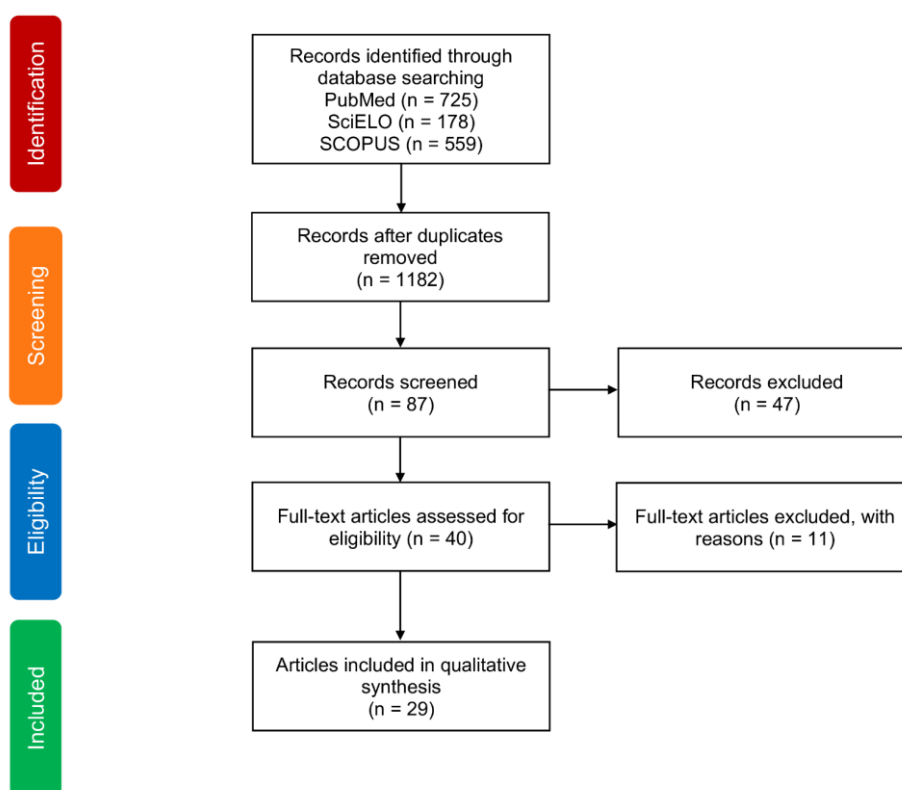 Identification
Records identified through
database searching
PubMed (n = 725)
SciELO (n = 178)
SCOPUS (n = 559)
Screening
Records after duplicates
removed
(n = 1182)
Records screened
(n = 87)
Records excluded
(n = 47)
Eligibility
Full-text articles assessed for
eligibility (n = 40)
Full-text articles excluded, with
reasons (n = 11)
Included
Articles included in qualitative
synthesis
(n = 29)